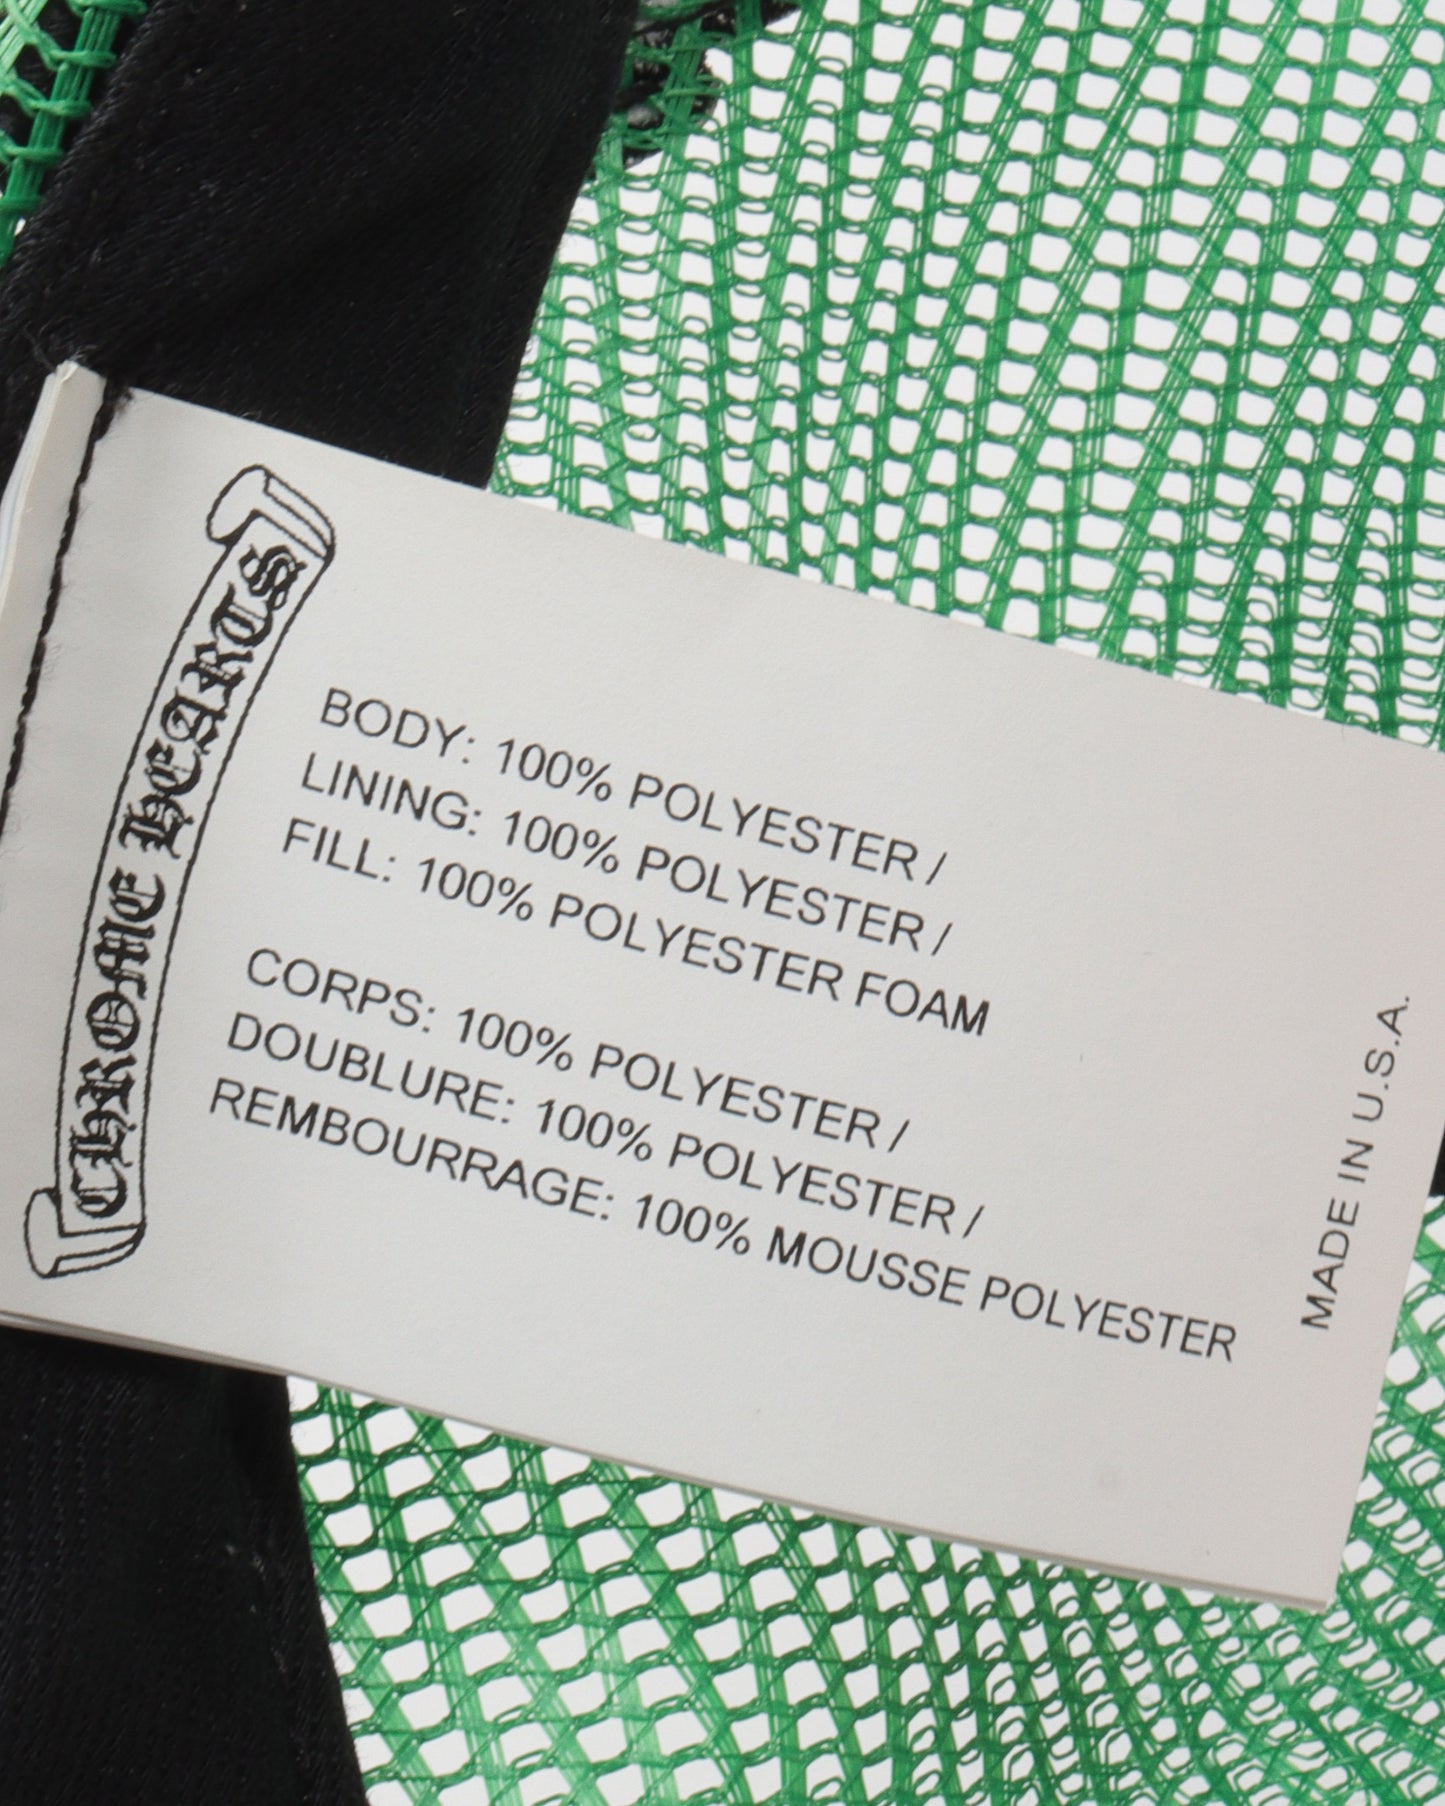 CHROME HEARTS
BODY: 100% POLYESTER /
LINING: 100% POLYESTER /
FILL: 100% POLYESTER FOAM
CORPS: 100% POLYESTER /
DOUBLURE: 100% POLYESTER /
REMBOURRAGE: 100% MOUSSE POLYESTER
MADE IN U.S.A.